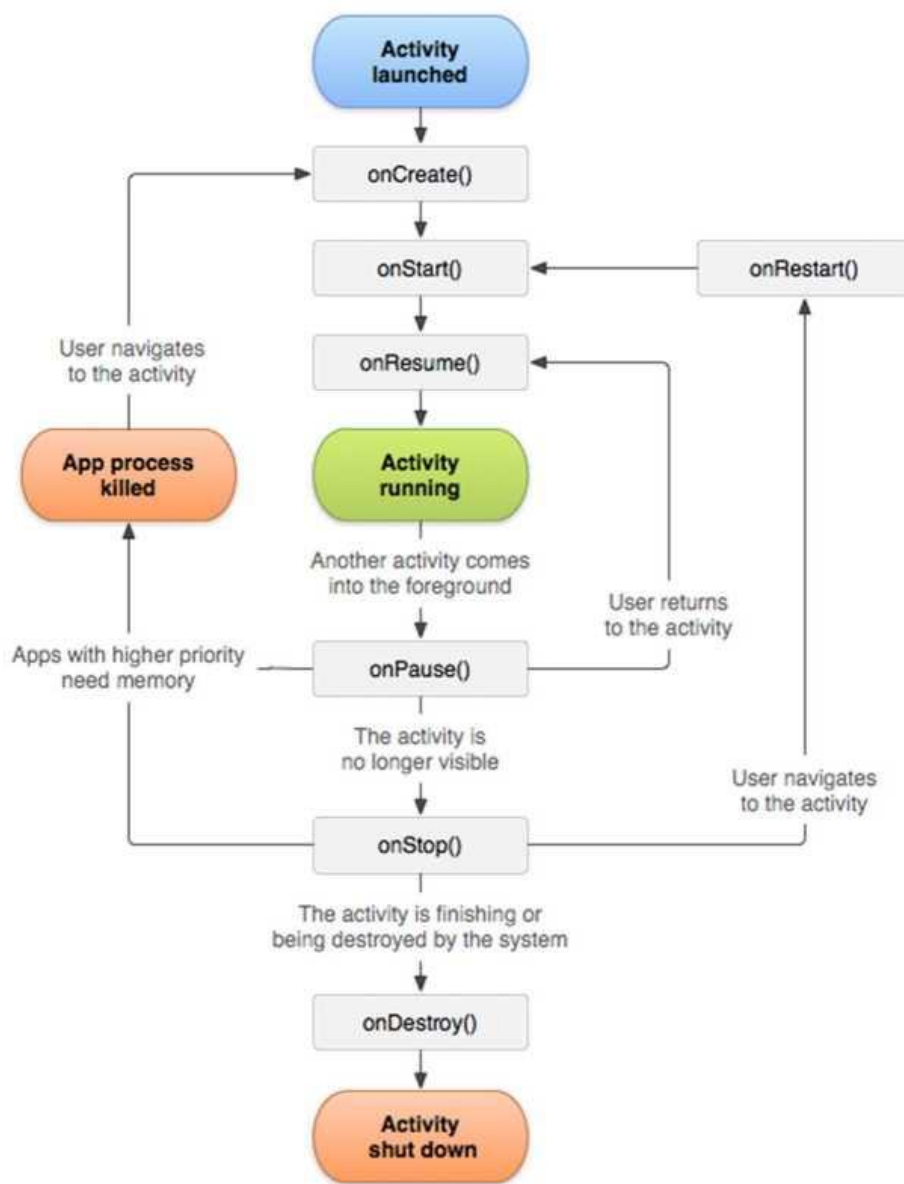 Activity
launched
onCreate()
onStart()
onRestart()
onResume()
User navigates
to the activity
App process
killed
Activity
running
Another activity comes
into the foreground
User returns
to the activity
Apps with higher priority
need memory
onPause()
The activity is
no longer visible
User navigates
to the activity
onStop()
The activity is finishing or
being destroyed by the system
onDestroy()
Activity
shut down